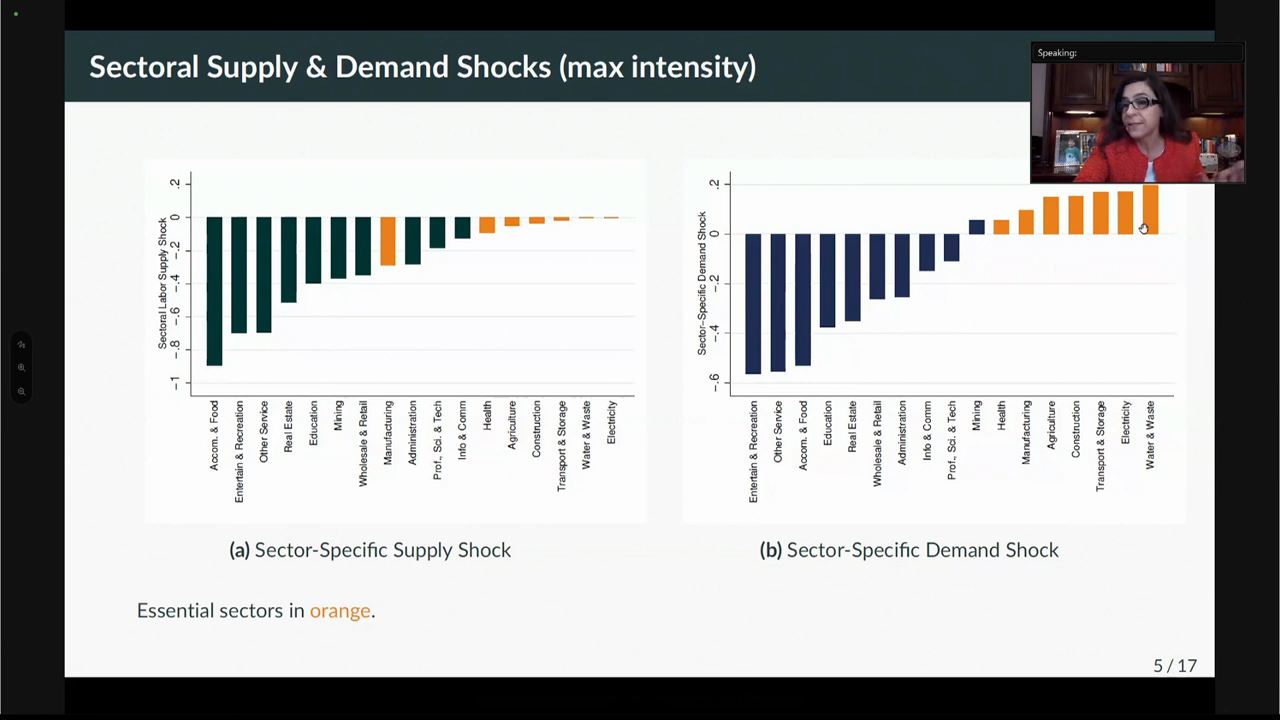 Sectoral Supply & Demand Shocks (max intensity)
Speaking:
Sectoral Labor Supply Shock
.2
0
-.2
-.4
-.6
-.8
-1
Accom. & Food
Entertain & Recreation
Other Service
Real Estate
Education
Mining
Wholesale & Retail
Manufacturing
Administration
Prof., Sci. & Tech
Info & Comm
Health
Agriculture
Construction
Transport & Storage
Water & Waste
Electricity
Sector-Specific Demand Shock
.2
0
-.2
-.4
-.6
Entertain & Recreation
Other Service
Accom. & Food
Education
Real Estate
Wholesale & Retail
Administration
Info & Comm
Prof., Sci. & Tech
Mining
Health
Manufacturing
Agriculture
Construction
Transport & Storage
Electricity
Water & Waste
(a) Sector-Specific Supply Shock
(b) Sector-Specific Demand Shock
Essential sectors in orange.
5 / 17